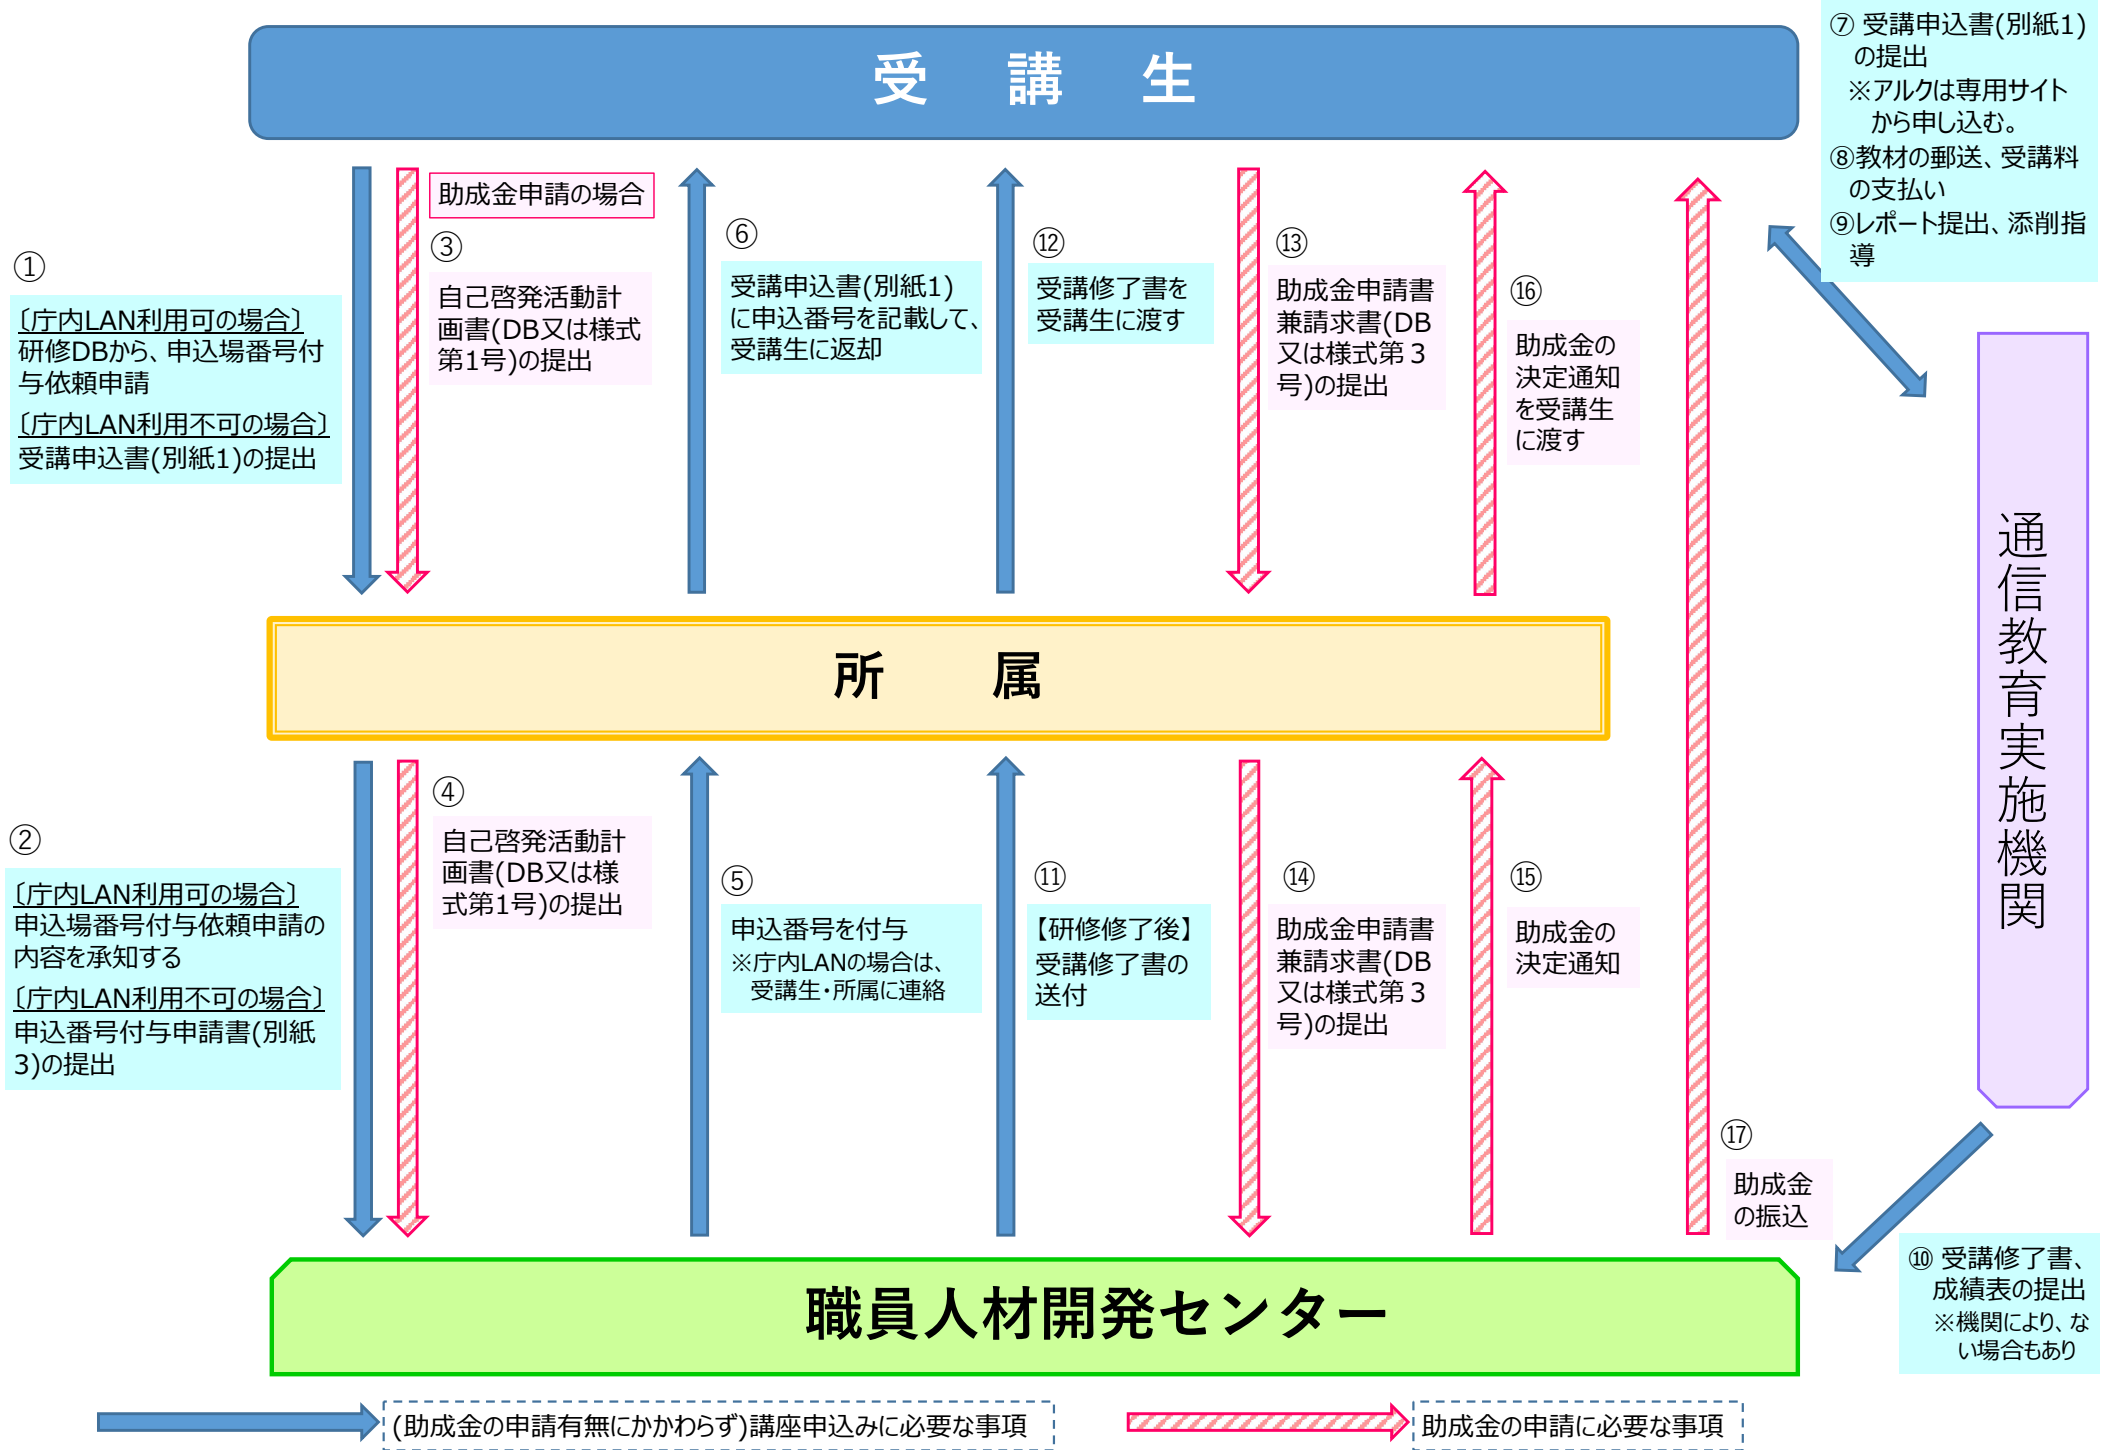 受 講 生
⑦ 受講申込書(別紙1)
の提出
※アルクは専用サイト
から申し込む。
⑧教材の郵送、受講料
の支払い
⑨レポート提出、添削指
導
①
〔庁内LAN利用可の場合〕
研修DBから、申込場番号付
与依頼申請
〔庁内LAN利用不可の場合〕
受講申込書(別紙1)の提出
助成金申請の場合
③
自己啓発活動計
画書(DB又は様式
第1号)の提出
⑥
受講申込書(別紙1)
に申込番号を記載して、
受講生に返却
⑫
受講修了書を
受講生に渡す
⑬
助成金申請書
兼請求書(DB
又は様式第3
号)の提出
⑯
助成金の
決定通知
を受講生
に渡す
通信教育実施機関
所 属
②
〔庁内LAN利用可の場合〕
申込場番号付与依頼申請の
内容を承知する
〔庁内LAN利用不可の場合〕
申込番号付与申請書(別紙
3)の提出
④
自己啓発活動計
画書(DB又は様
式第1号)の提出
⑤
申込番号を付与
※庁内LANの場合は、
受講生・所属に連絡
⑪
【研修修了後】
受講修了書の
送付
⑭
助成金申請書
兼請求書(DB
又は様式第3
号)の提出
⑮
助成金の
決定通知
⑰
助成金
の振込
⑩ 受講修了書、
成績表の提出
※機関により、な
い場合もあり
職員人材開発センター
(助成金の申請有無にかかわらず)講座申込みに必要な事項
助成金の申請に必要な事項